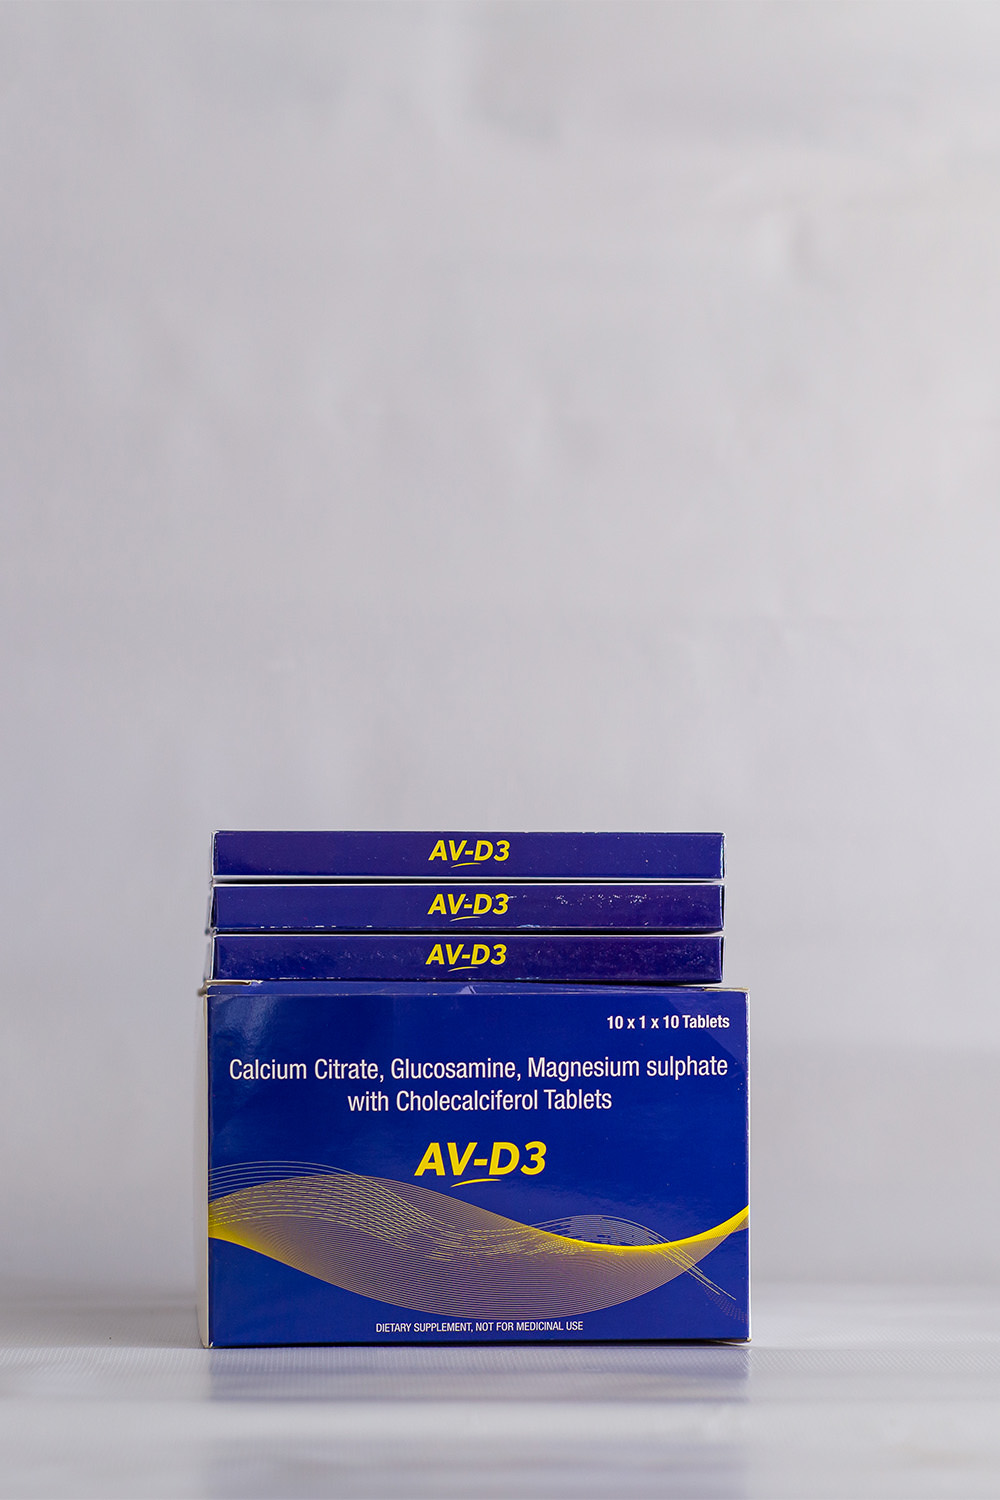 AV-D3
AV-D3
AV-D3
10 x 1 x 10 Tablets
Calcium Citrate, Glucosamine, Magnesium sulphate
with Cholecalciferol Tablets
AV-D3
DIETARY SUPPLEMENT, NOT FOR MEDICINAL USE